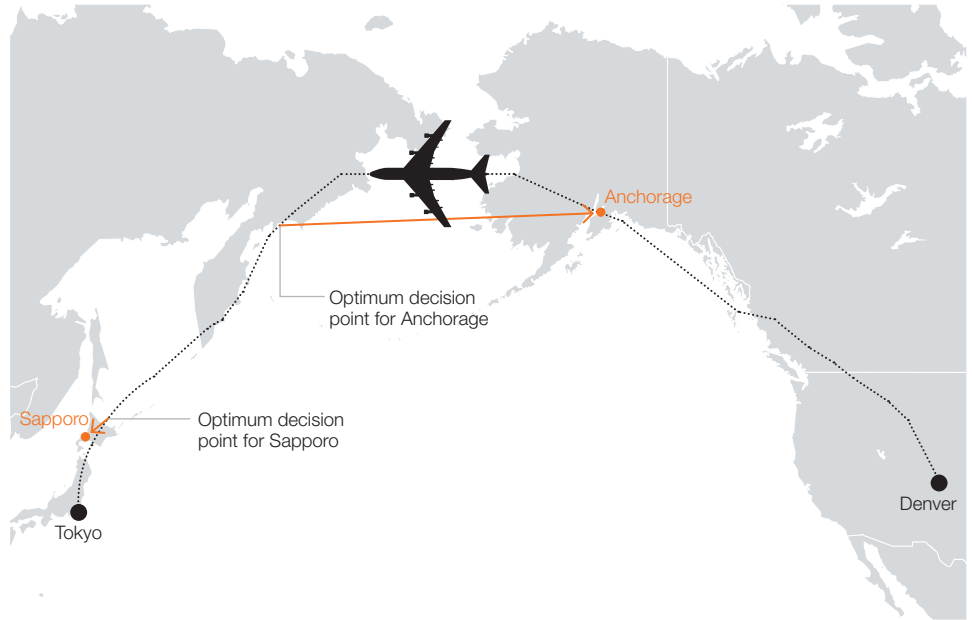 Anchorage
Optimum decision
point for Anchorage
Sapporo
Optimum decision
point for Sapporo
Denver
Tokyo